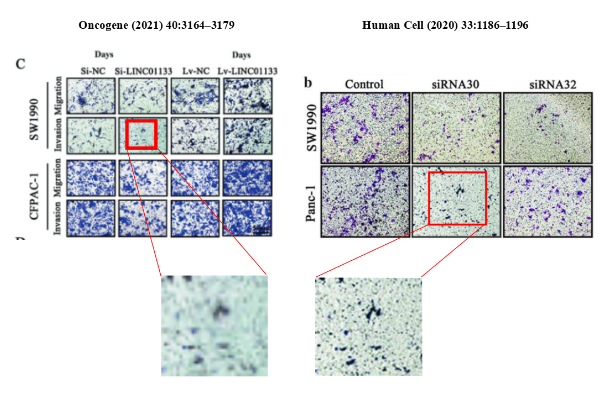 Oncogene (2021) 40:3164–3179
Human Cell (2020) 33:1186–1196
C
Days
Days
Si-NC
Si-LINC01133
Lv-NC
Lv-LINC01133
SW1990
Migration
Invasion
CFPAC-1
Migration
Invasion
b
Control
siRNA30
siRNA32
SW1990
Panc-1